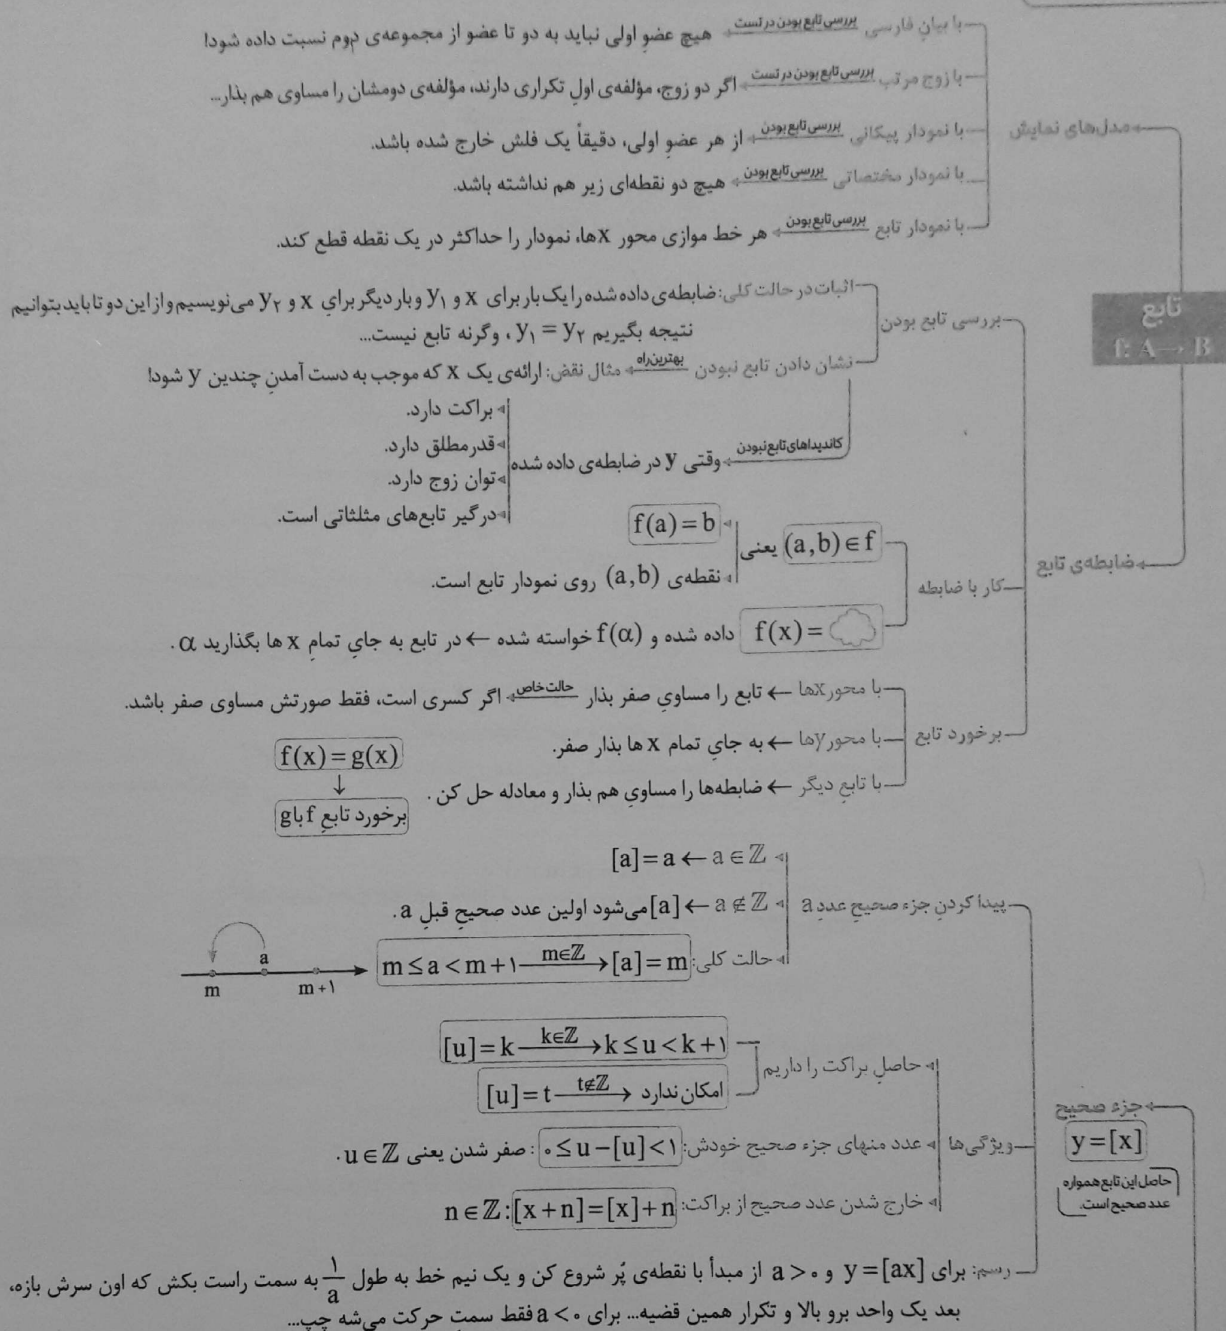 تابع
f: A → B
مدل‌های نمایش
با بیانِ فارسی بررسی تابع بودن در تست هیچ عضوِ اولی نباید به دو تا عضو از مجموعه‌ی دوم نسبت داده شود!
با زوج مرتب بررسی تابع بودن در تست اگر دو زوج، مؤلفه‌ی اولِ تکراری دارند، مؤلفه‌ی دومشان را مساوی هم بذار...
با نمودار پیکانی بررسی تابع بودن از هر عضوِ اولی، دقیقاً یک فلش خارج شده باشد.
با نمودار مختصاتی بررسی تابع بودن هیچ دو نقطه‌ای زیر هم نداشته باشد.
با نمودار تابع بررسی تابع بودن هر خط موازی محور xها، نمودار را حداکثر در یک نقطه قطع کند.
ضابطه‌ی تابع
بررسی تابع بودن
اثبات در حالت کلی: ضابطه‌ی داده شده را یک بار برای x و y۱ و بار دیگر برایِ x و y۲ می‌نویسیم و از این دو تا باید بتوانیم
نتیجه بگیریم y۱ = y۲ ، وگرنه تابع نیست...
نشان دادن تابع نبودن بهترین راه مثال نقض: ارائه‌ی یک x که موجب به دست آمدنِ چندین y شود!
کاندیداهای تابع نبودن وقتی y در ضابطه‌ی داده شده
براکت دارد.
قدرمطلق دارد.
توان زوج دارد.
درگیر تابع‌های مثلثاتی است.
کار با ضابطه
(a,b)∈f یعنی
f(a)=b
نقطه‌ی (a,b) روی نمودار تابع است.
f(x)= داده شده و f(α) خواسته شده ← در تابع به جایِ تمامِ x ها بگذارید α.
برخورد تابع
با محور xها ← تابع را مساویِ صفر بذار حالت خاص اگر کسری است، فقط صورتش مساوی صفر باشد.
با محور yها ← به جایِ تمام x ها بذار صفر.
با تابعِ دیگر ← ضابطه‌ها را مساویِ هم بذار و معادله حل کن.
f(x)=g(x)
↓
برخورد تابعِ f با g
جزء صحیح
y=[x]
حاصل این تابع همواره
عدد صحیح است.
پیدا کردنِ جزء صحیحِ عددِ a
a∈ℤ ← [a]=a
a∉ℤ ← [a] می‌شود اولین عدد صحیحِ قبلِ a.
حالت کلی: m≤a<m+۱ m∈ℤ→ [a]=m
m a m+۱
ویژگی‌ها
حاصلِ براکت را داریم
[u]=k k∈ℤ→ k≤u<k+۱
[u]=t t∉ℤ→ امکان ندارد
عدد منهای جزء صحیح خودش: ۰≤u−[u]<۱ : صفر شدن یعنی u∈ℤ.
خارج شدن عدد صحیح از براکت: [x+n]=[x]+n :n∈ℤ
رسم: برای y=[ax] و a>۰ از مبدأ با نقطه‌ی پُر شروع کن و یک نیم خط به طول ۱/a به سمت راست بکش که اون سرش بازه،
بعد یک واحد برو بالا و تکرار همین قضیه... برای a<۰ فقط سمتِ حرکت می‌شه چپ...